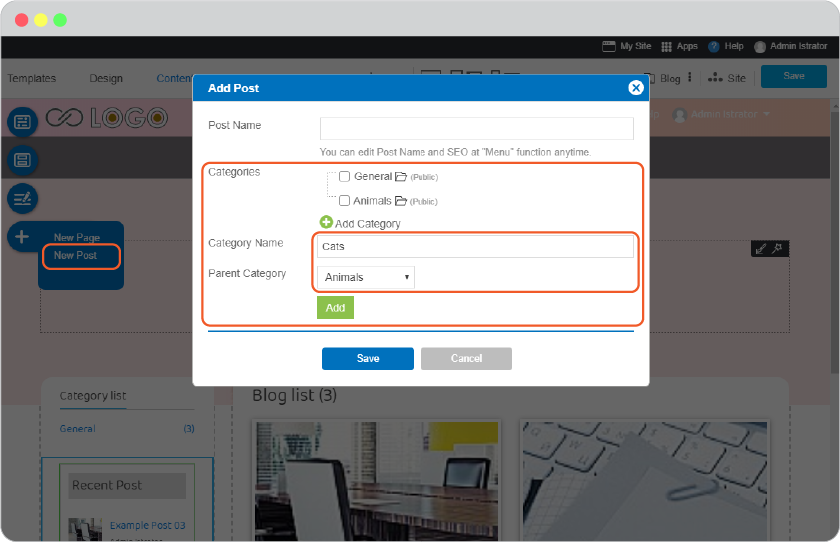 My Site Apps ? Help Admin Istrator
Templates Design Blog Site Save
Add Post
LOGO
Admin Istrator
Post Name
You can edit Post Name and SEO at "Menu" function anytime.
Categories
General (Public)
Animals (Public)
Add Category
New Page
New Post
Category Name Cats
Parent Category Animals
Add
Save Cancel
Category list
General (3)
Blog list (3)
Recent Post
Example Post 03